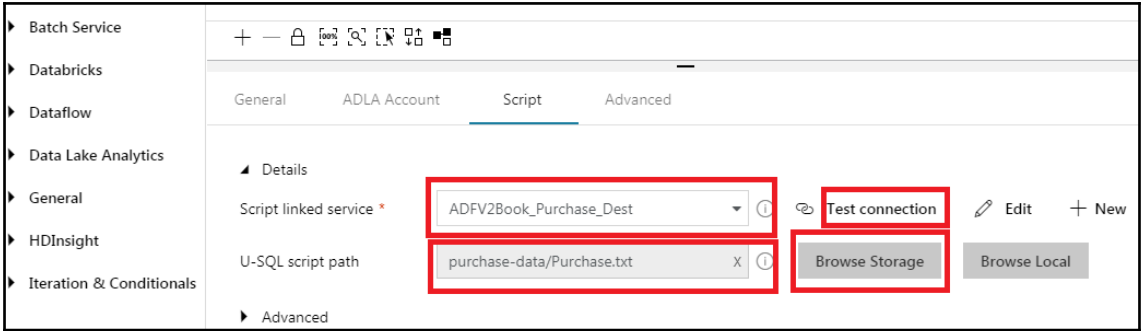 Batch Service
Databricks
Dataflow
Data Lake Analytics
General
HDInsight
Iteration & Conditionals
100%
General ADLA Account Script Advanced
Details
Script linked service * ADFV2Book_Purchase_Dest Test connection Edit + New
U-SQL script path purchase-data/Purchase.txt X Browse Storage Browse Local
Advanced